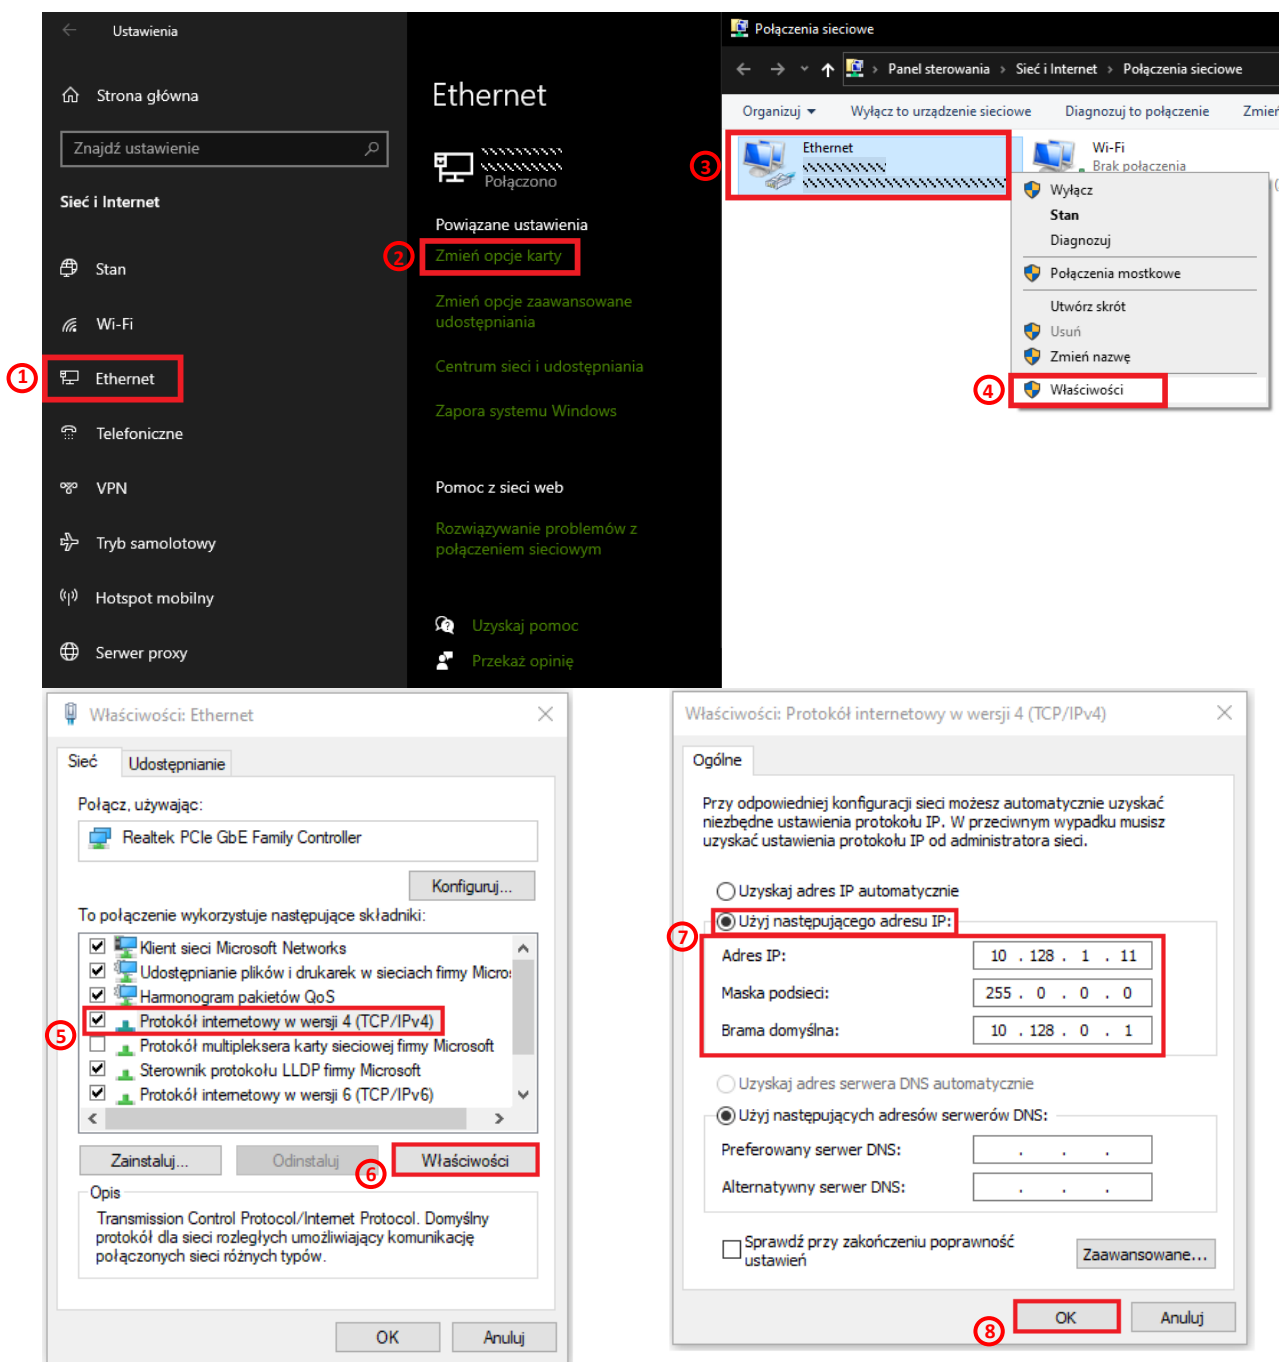 Ustawienia
Strona główna
Znajdź ustawienie
Sieć i Internet
Stan
Wi-Fi
1
Ethernet
Telefoniczne
VPN
Tryb samolotowy
Hotspot mobilny
Serwer proxy
Ethernet
Połączono
Powiązane ustawienia
2
Zmień opcje karty
Zmień opcje zaawansowane
udostępniania
Centrum sieci i udostępniania
Zapora systemu Windows
Pomoc z sieci web
Rozwiązywanie problemów z
połączeniem sieciowym
Uzyskaj pomoc
Przekaż opinię
Połączenia sieciowe
Panel sterowania > Sieć i Internet > Połączenia sieciowe
Organizuj Wyłącz to urządzenie sieciowe Diagnozuj to połączenie Zmień
3
Ethernet
Wi-Fi
Brak połączenia
Wyłącz
Stan
Diagnozuj
Połączenia mostkowe
Utwórz skrót
Usuń
Zmień nazwę
4
Właściwości
Właściwości: Ethernet
Sieć Udostępnianie
Połącz, używając:
Realtek PCIe GbE Family Controller
Konfiguruj...
To połączenie wykorzystuje następujące składniki:
Klient sieci Microsoft Networks
Udostępnianie plików i drukarek w sieciach firmy Micro
Harmonogram pakietów QoS
5
Protokół internetowy w wersji 4 (TCP/IPv4)
Protokół multipleksera karty sieciowej firmy Microsoft
Sterownik protokołu LLDP firmy Microsoft
Protokół internetowy w wersji 6 (TCP/IPv6)
Zainstaluj... Odinstaluj 6 Właściwości
Opis
Transmission Control Protocol/Internet Protocol. Domyślny
protokół dla sieci rozległych umożliwiający komunikację
połączonych sieci różnych typów.
OK Anuluj
Właściwości: Protokół internetowy w wersji 4 (TCP/IPv4)
Ogólne
Przy odpowiedniej konfiguracji sieci możesz automatycznie uzyskać
niezbędne ustawienia protokołu IP. W przeciwnym wypadku musisz
uzyskać ustawienia protokołu IP od administratora sieci.
Uzyskaj adres IP automatycznie
Użyj następującego adresu IP:
7
Adres IP: 10 . 128 . 1 . 11
Maska podsieci: 255 . 0 . 0 . 0
Brama domyślna: 10 . 128 . 0 . 1
Uzyskaj adres serwera DNS automatycznie
Użyj następujących adresów serwerów DNS:
Preferowany serwer DNS: . . .
Alternatywny serwer DNS: . . .
Sprawdź przy zakończeniu poprawność
ustawień
Zaawansowane...
8
OK Anuluj